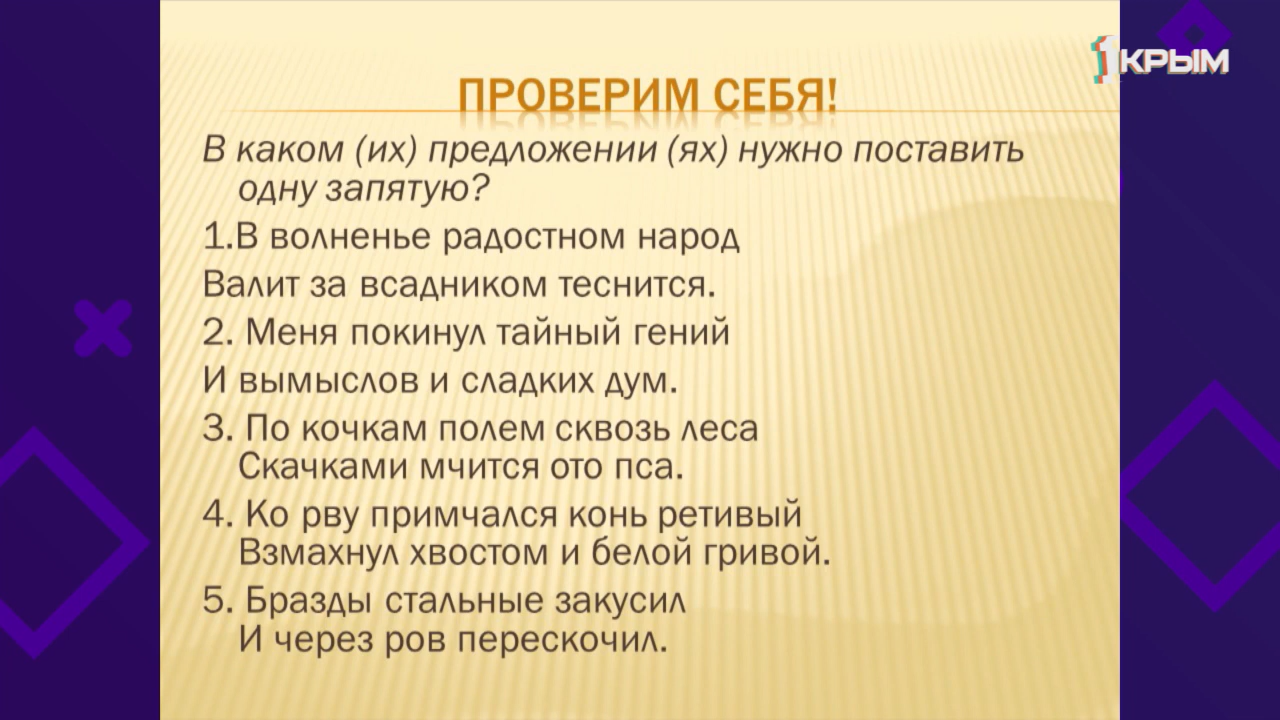 1КРЫМ
ПРОВЕРИМ СЕБЯ!
В каком (их) предложении (ях) нужно поставить
одну запятую?
1.В волненье радостном народ
Валит за всадником теснится.
2. Меня покинул тайный гений
И вымыслов и сладких дум.
3. По кочкам полем сквозь леса
Скачками мчится ото пса.
4. Ко рву примчался конь ретивый
Взмахнул хвостом и белой гривой.
5. Бразды стальные закусил
И через ров перескочил.